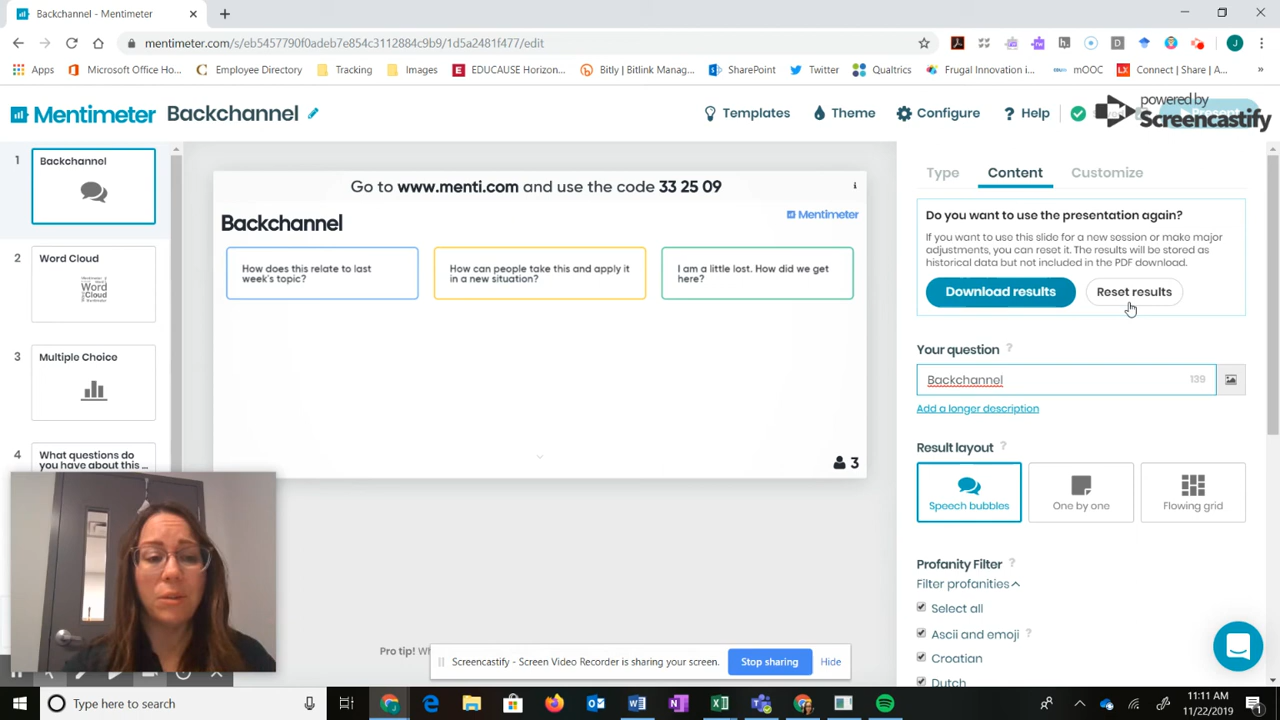 Backchannel - Mentimeter
mentimeter.com/s/eb5457790f0adeb7e854c3112884c9b9/1d5a2481f477/edit
Apps
Microsoft Office Ho...
Employee Directory
Tracking
Images
EDUCAUSE Horizon...
Bitly | Bitlink Manag...
SharePoint
Twitter
Qualtrics
Frugal Innovation i...
mOOC
Connect | Share | A...
Mentimeter
Backchannel
Templates
Theme
Configure
? Help
powered by
Screencastify
1
Backchannel
2
Word Cloud
3
Multiple Choice
4
What questions do
you have about this ...
Go to www.menti.com and use the code 33 25 09
Backchannel
Mentimeter
How does this relate to last
week's topic?
How can people take this and apply it
in a new situation?
I am a little lost. How did we get
here?
3
Pro tip!
Type
Content
Customize
Do you want to use the presentation again?
If you want to use this slide for a new session or make major
adjustments, you can reset it. The results will be stored as
historical data but not included in the PDF download.
Download results
Reset results
Your question ?
Backchannel
139
Add a longer description
Result layout ?
Speech bubbles
One by one
Flowing grid
Profanity Filter ?
Filter profanities
Select all
Ascii and emoji ?
Croatian
Dutch
Screencastify - Screen Video Recorder is sharing your screen.
Stop sharing
Hide
Type here to search
11:11 AM
11/22/2019